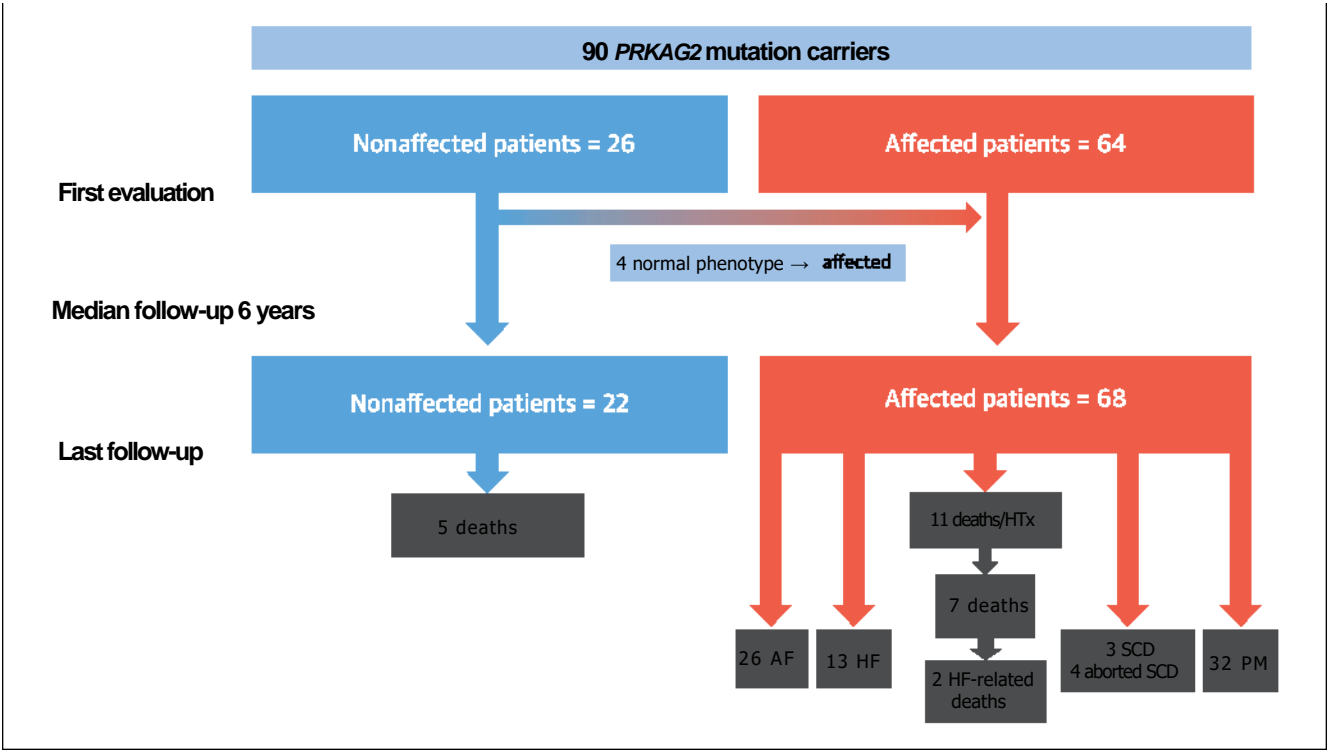 90 PRKAG2 mutation carriers
Nonaffected patients = 26
Affected patients = 64
First evaluation
4 normal phenotype → affected
Median follow-up 6 years
Nonaffected patients = 22
Affected patients = 68
Last follow-up
5 deaths
11 deaths/HTx
7 deaths
26 AF
13 HF
2 HF-related
deaths
3 SCD
4 aborted SCD
32 PM